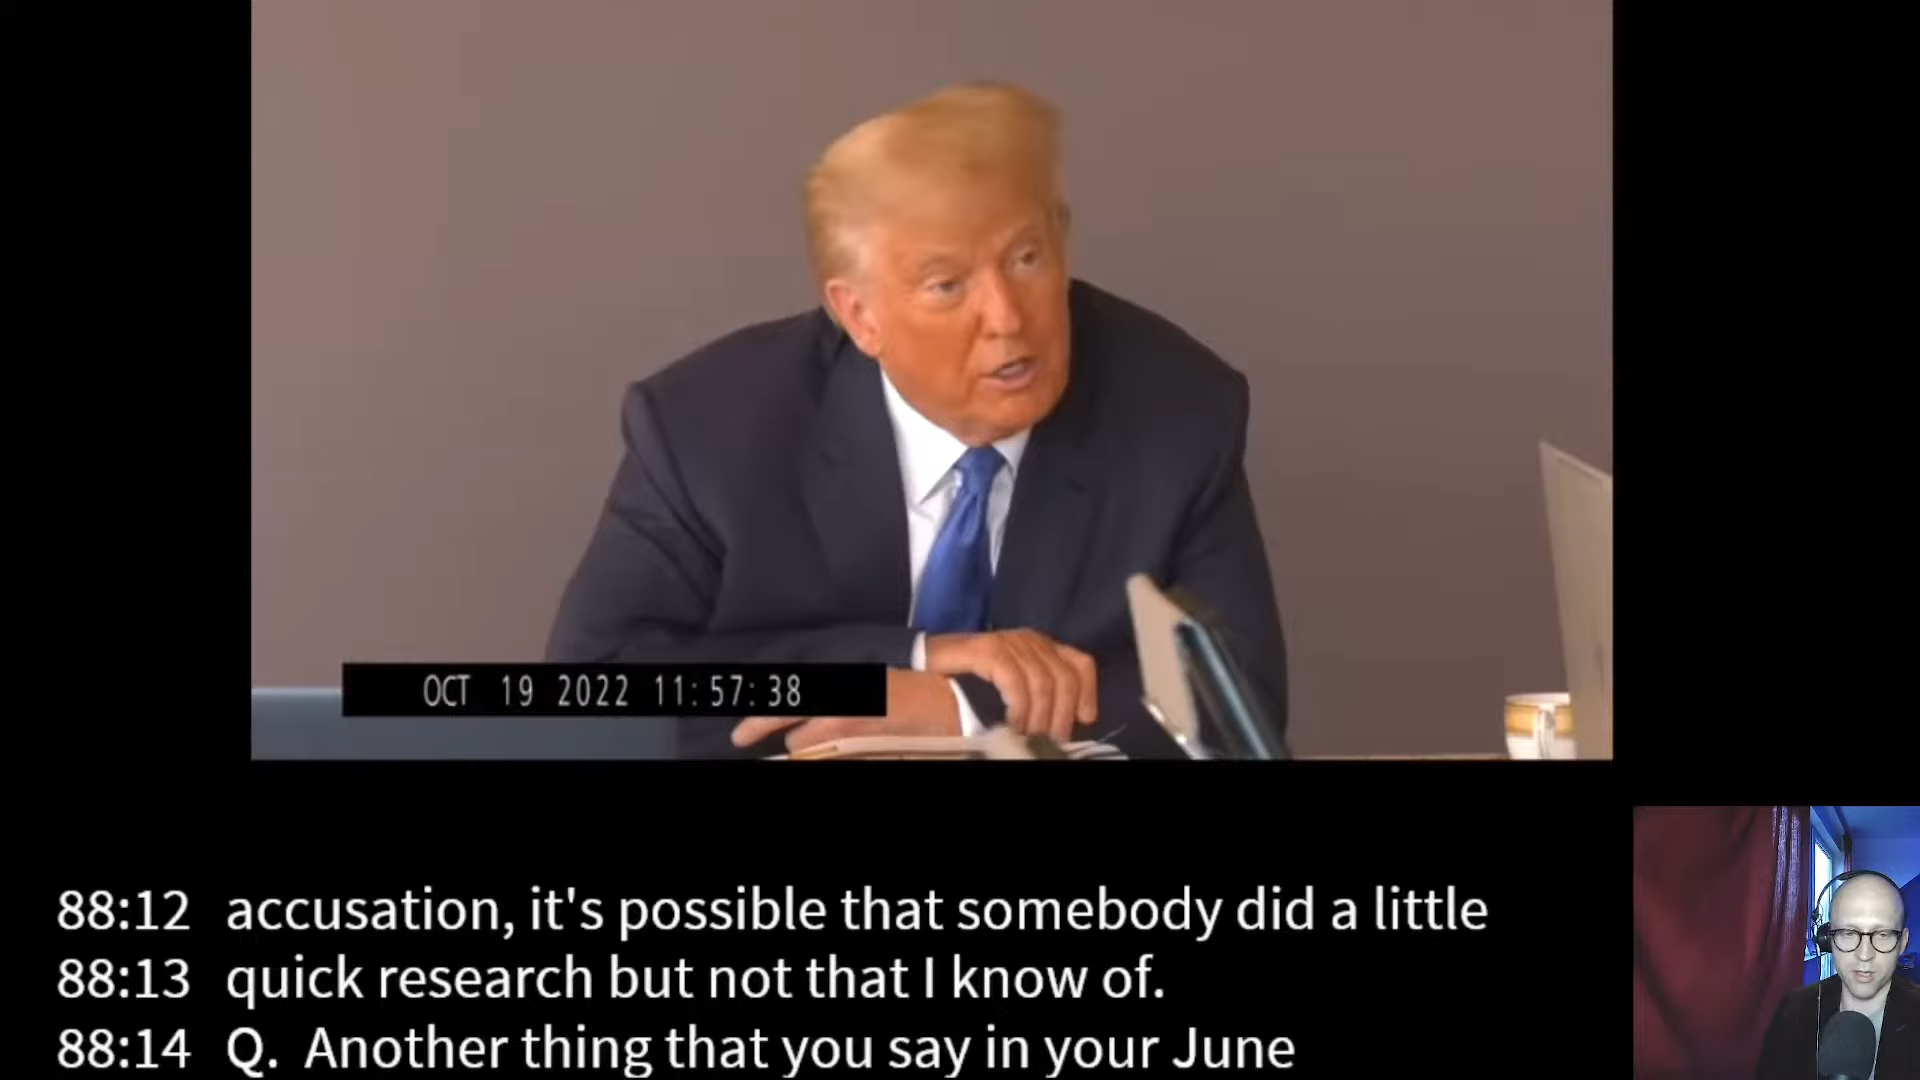 OCT 19 2022 11:57:38
88:12 accusation, it's possible that somebody did a little
88:13 quick research but not that I know of.
88:14 Q. Another thing that you say in your June